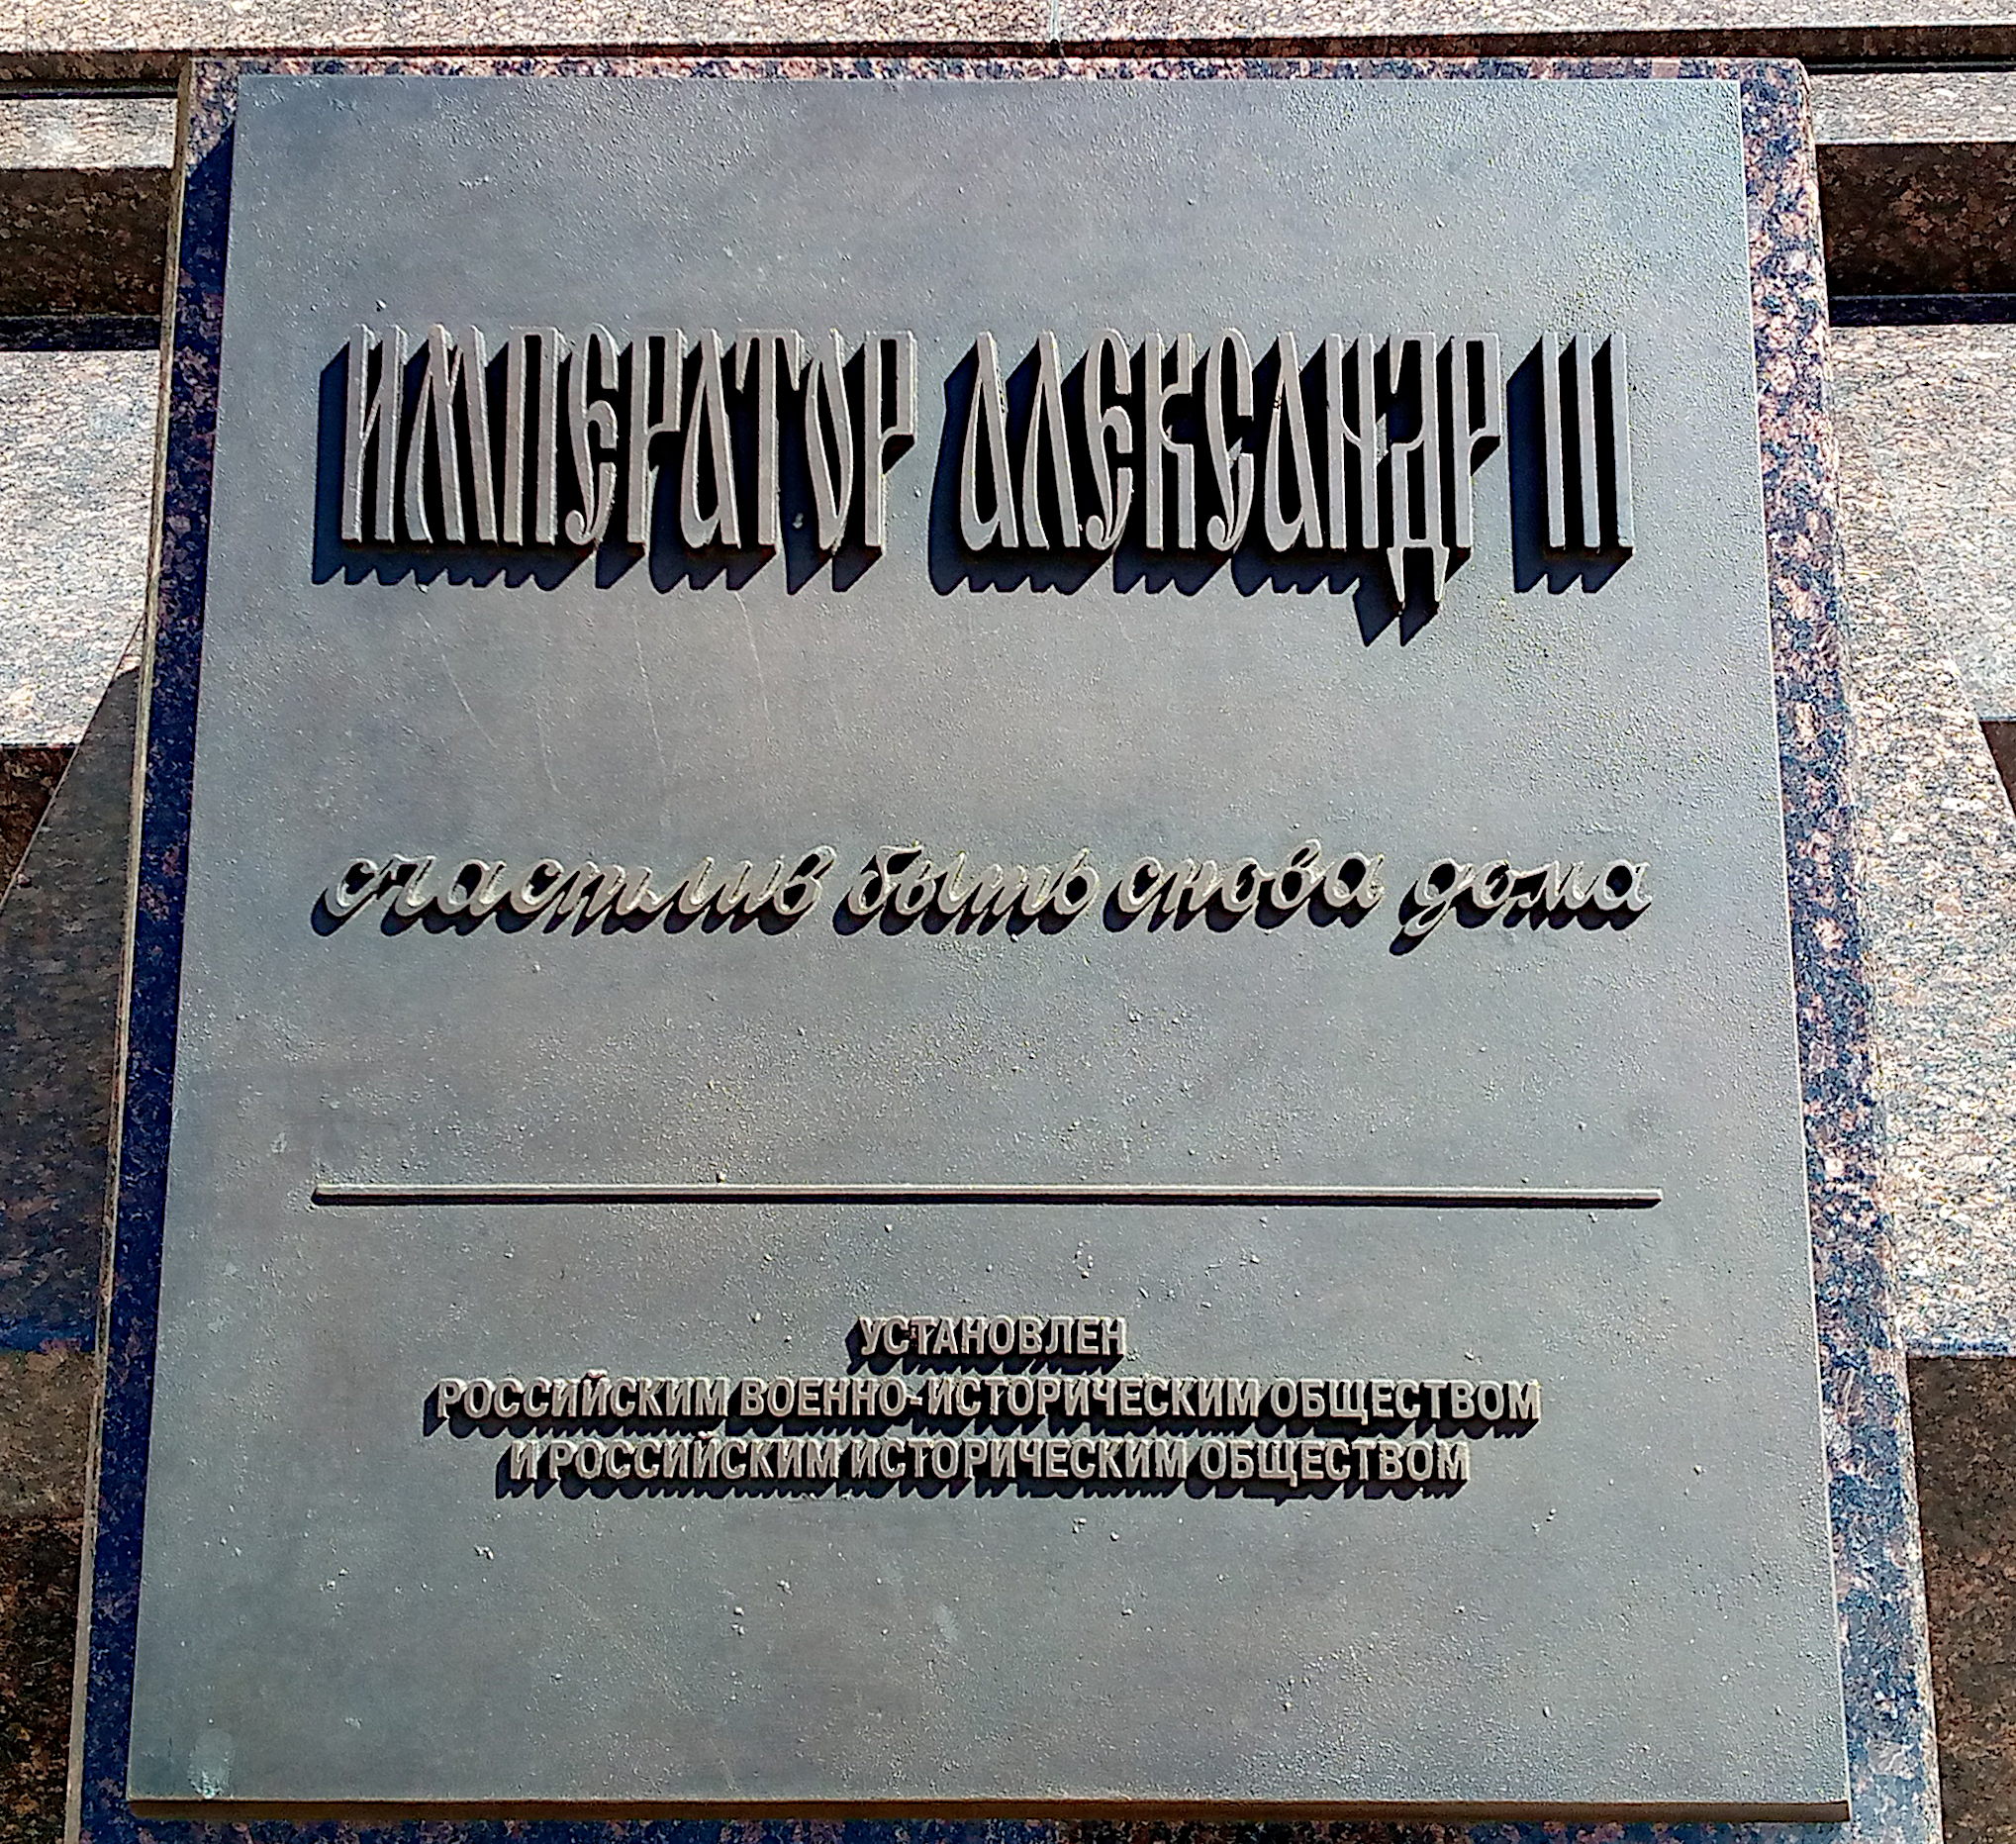 ИМПЕРАТОР АЛЕКСАНДР III
счастлив быть снова дома
УСТАНОВЛЕН
РОССИЙСКИМ ВОЕННО-ИСТОРИЧЕСКИМ ОБЩЕСТВОМ
И РОССИЙСКИМ ИСТОРИЧЕСКИМ ОБЩЕСТВОМ